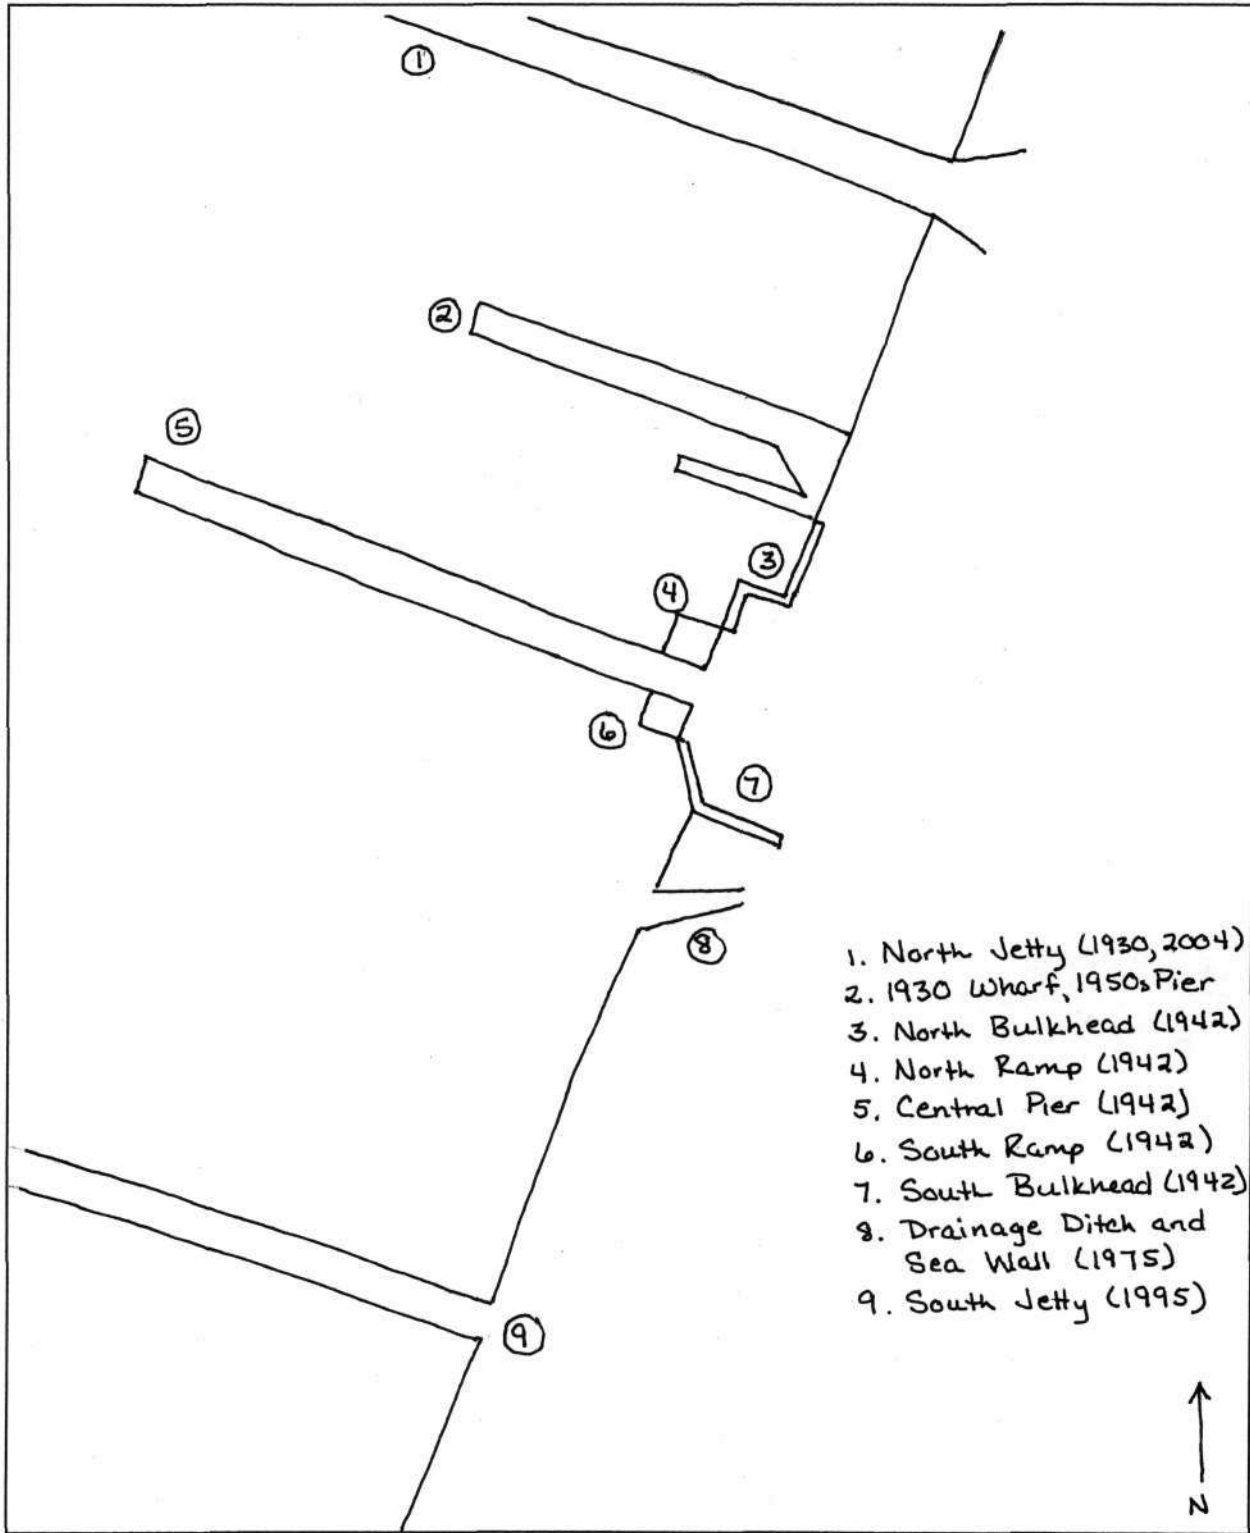 1
2
5
3
4
6
7
8
1. North Jetty (1930, 2004)
2. 1930 Wharf, 1950s Pier
3. North Bulkhead (1942)
4. North Ramp (1942)
5. Central Pier (1942)
6. South Ramp (1942)
7. South Bulkhead (1942)
8. Drainage Ditch and
Sea Wall (1975)
9. South Jetty (1995)
9
N